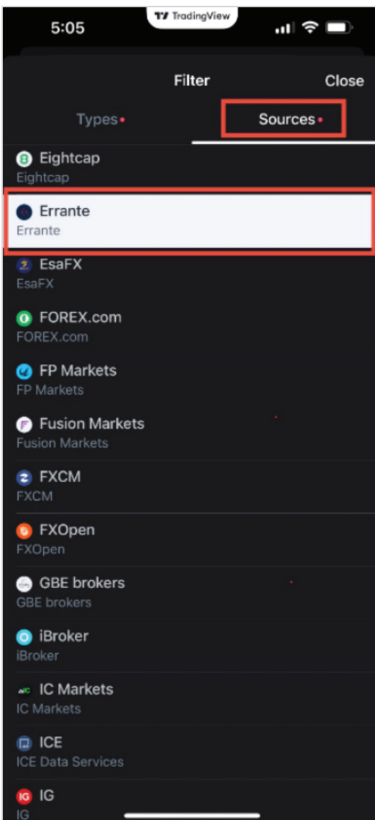 5:05
TradingView
Filter
Close
Types
Sources
Eightcap
Eightcap
Errante
Errante
EsaFX
EsaFX
FOREX.com
FOREX.com
FP Markets
FP Markets
Fusion Markets
Fusion Markets
FXCM
FXCM
FXOpen
FXOpen
GBE brokers
GBE brokers
iBroker
iBroker
IC Markets
IC Markets
ICE
ICE Data Services
IG
IG
IG